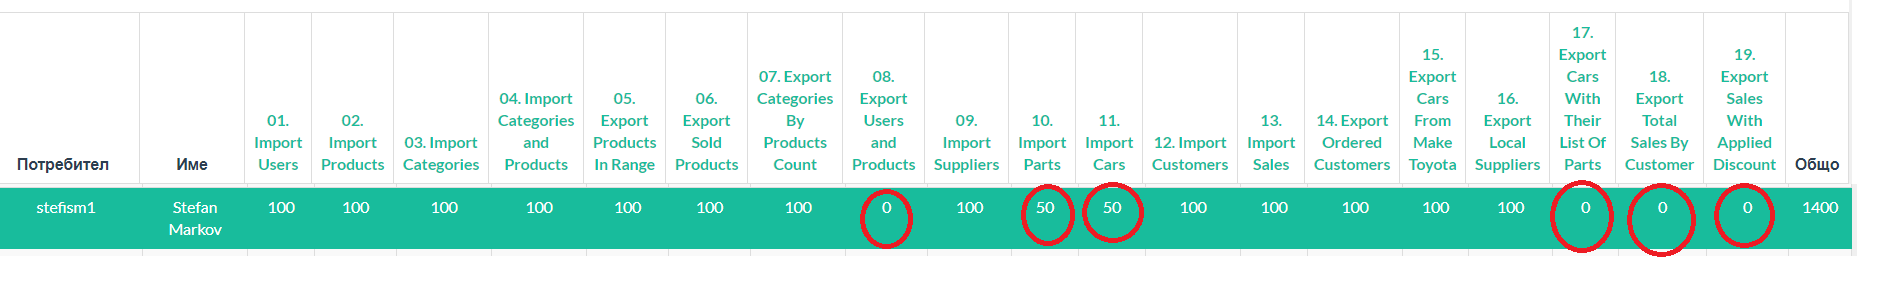 Потребител
Име
01.
Import
Users
02.
Import
Products
03. Import
Categories
04. Import
Categories
and
Products
05.
Export
Products
In Range
06.
Export
Sold
Products
07. Export
Categories
By
Products
Count
08.
Export
Users
and
Products
09.
Import
Suppliers
10.
Import
Parts
11.
Import
Cars
12. Import
Customers
13.
Import
Sales
14. Export
Ordered
Customers
15.
Export
Cars
From
Make
Toyota
16.
Export
Local
Suppliers
17.
Export
Cars
With
Their
List Of
Parts
18.
Export
Total
Sales By
Customer
19.
Export
Sales
With
Applied
Discount
Общо
stefism1
Stefan
Markov
100
100
100
100
100
100
100
0
100
50
50
100
100
100
100
100
0
0
0
1400